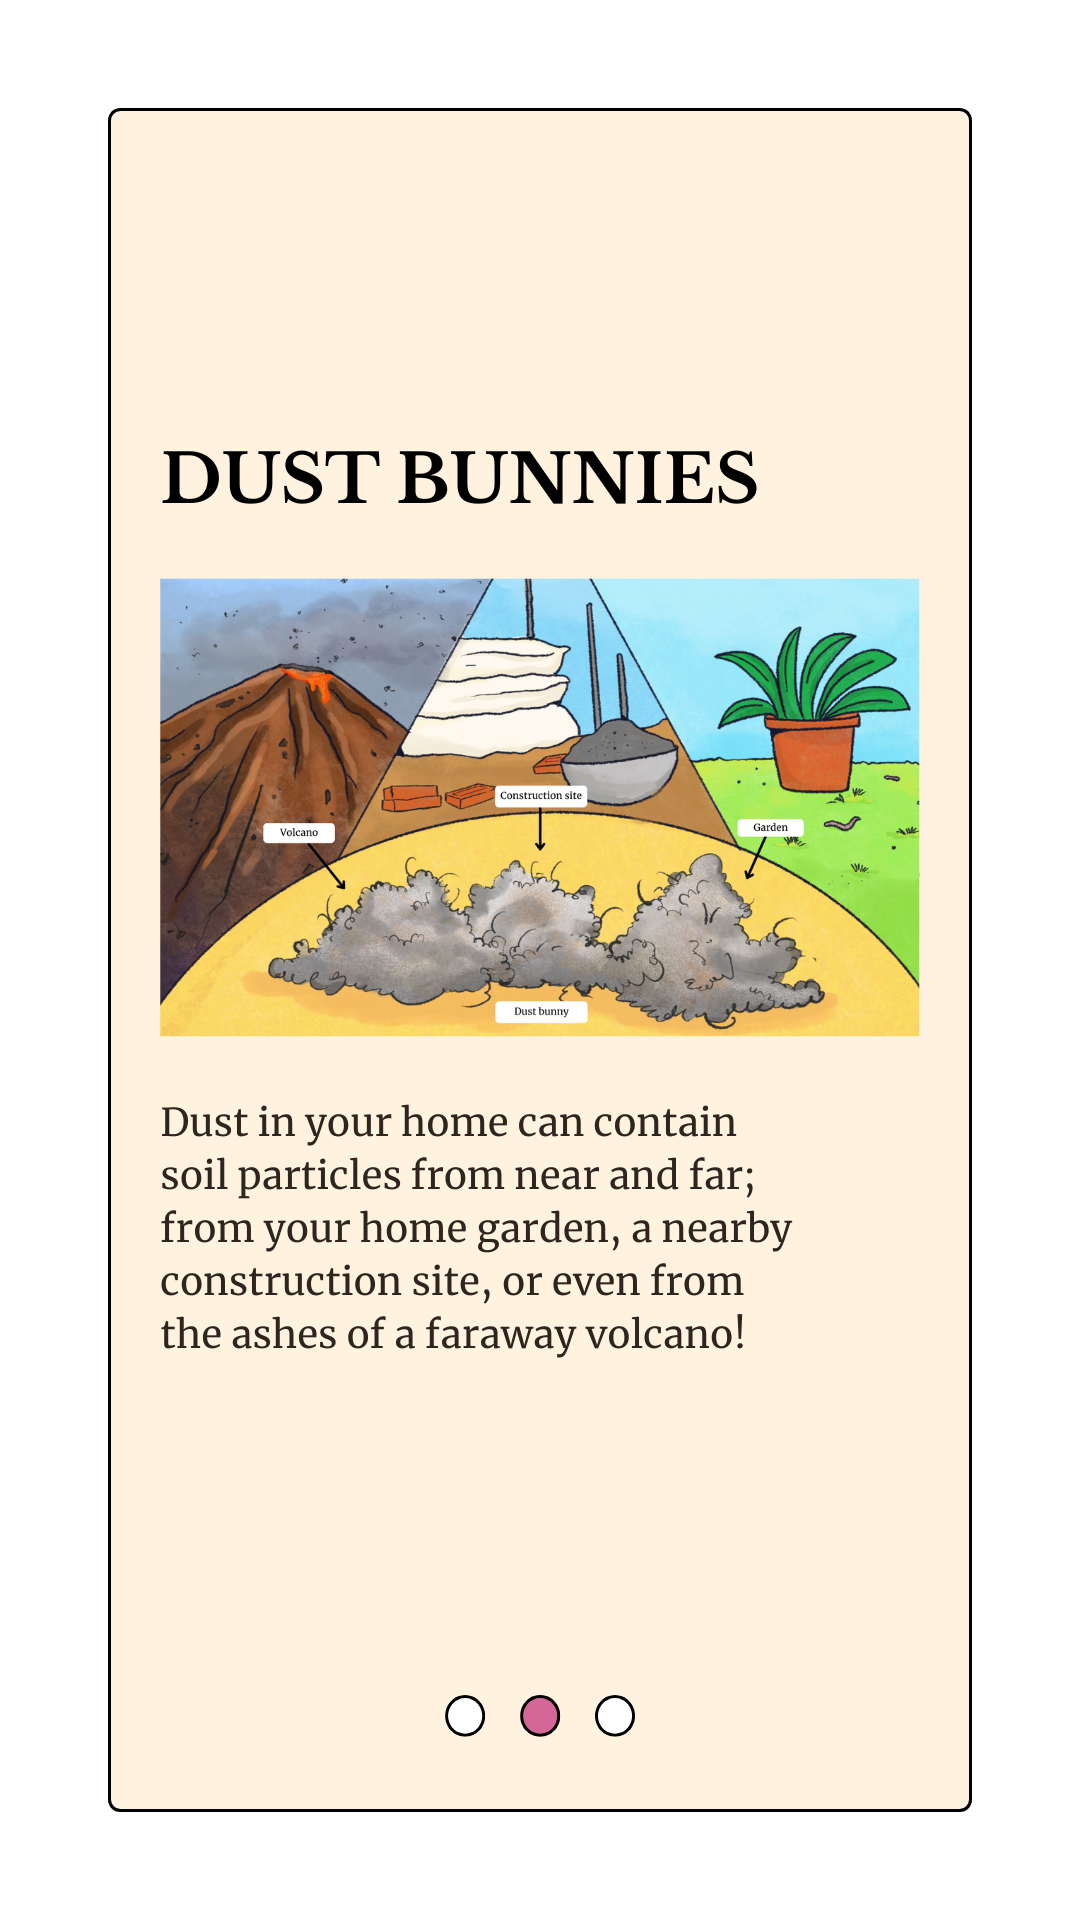 DUST BUNNIES
Construction site
Volcano
Garden
Dust bunny
Dust in your home can contain
soil particles from near and far;
from your home garden, a nearby
construction site, or even from
the ashes of a faraway volcano!